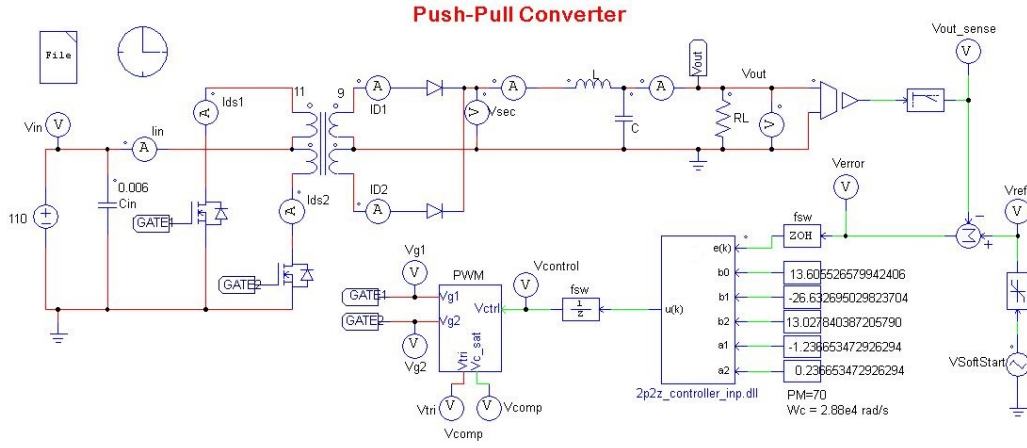 Push-Pull Converter
File
Vout_sense
V
11
9
A
Ids1
A
ID1
A
L
A
Vout
Vout
V
Vsec
RL
V
C
Vin
V
Iin
A
110
0.006
Cin
GATE1
A
Ids2
GATE2
A
ID2
Verror
V
Vref
V
fsw
ZOH
Σ
-
+
e(k)
b0
13.605526579942406
b1
-26.632695029823704
u(k)
b2
13.027840387205790
a1
-1.236653472926294
a2
0.236653472926294
2p2z_controller_inp.dll
PM=70
Wc = 2.88e4 rad/s
VSoftStart
Vg1
V
PWM
GATE1
Vg1
GATE2
Vg2
Vctrl
Vtri
Vc_sat
V
Vg2
Vcontrol
V
fsw
1
z
Vtri
V
V
Vcomp
Vcomp